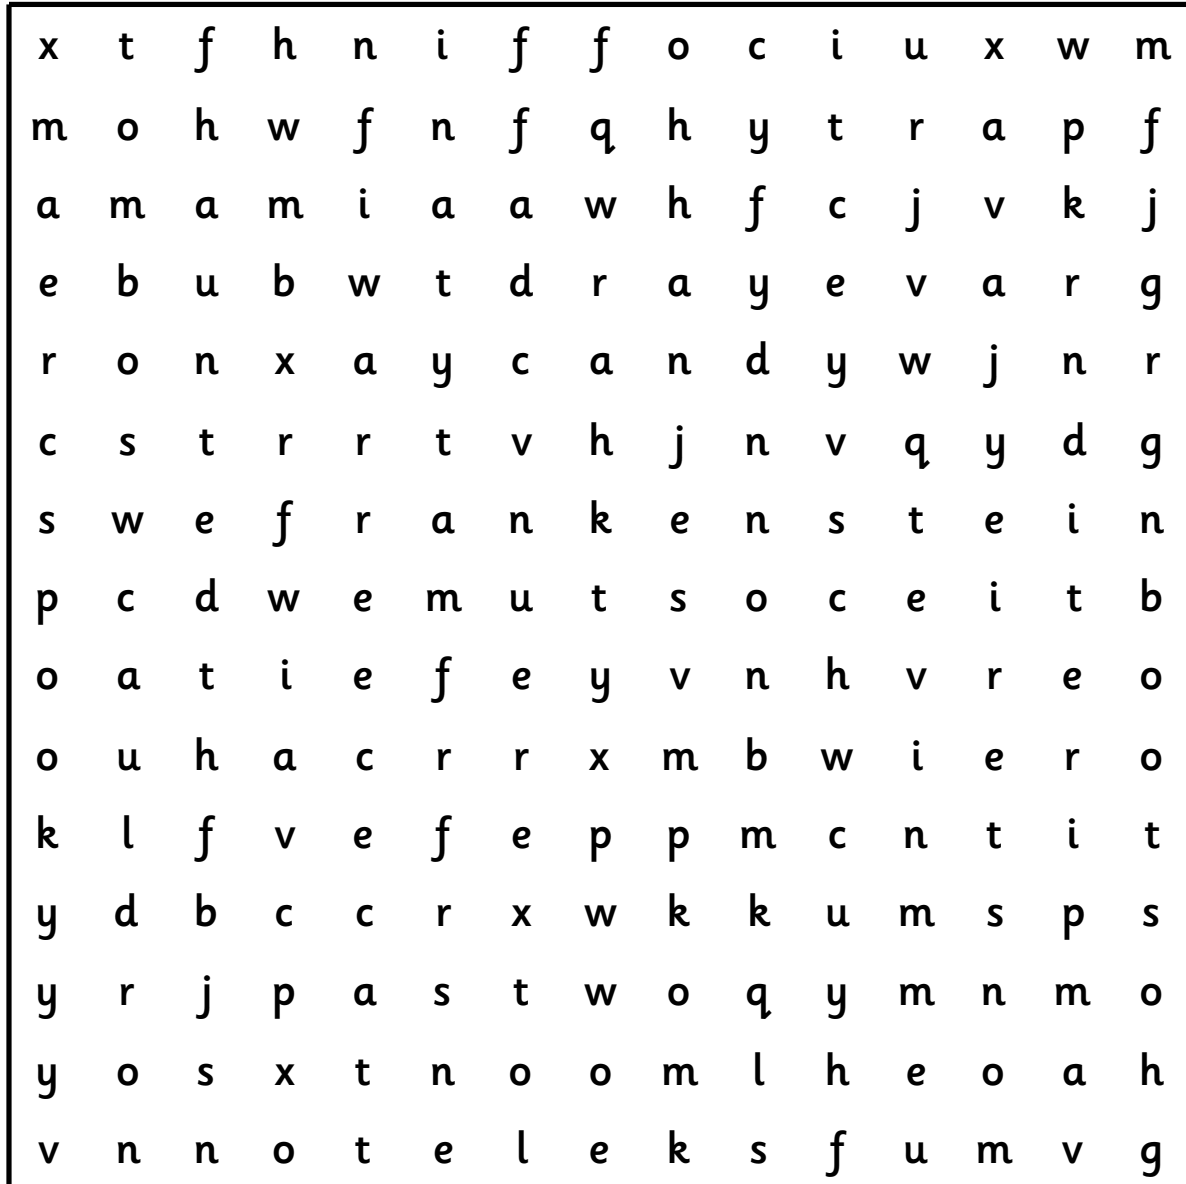 x t f h n i f f o c i u x w m
m o h w f n f q h y t r a p f
a m a m i a a w h f c j v k j
e b u b w t d r a y e v a r g
r o n x a y c a n d y w j n r
c s t r r t v h j n v q y d g
s w e f r a n k e n s t e i n
p c d w e m u t s o c e i t b
o a t i e f e y v n h v r e o
o u h a c r r x m b w i e r o
k l f v e f e p p m c n t i t
y d b c c r x w k k u m s p s
y r j p a s t w o q y m n m o
y o s x t n o o m l h e o a h
v n n o t e l e k s f u m v g